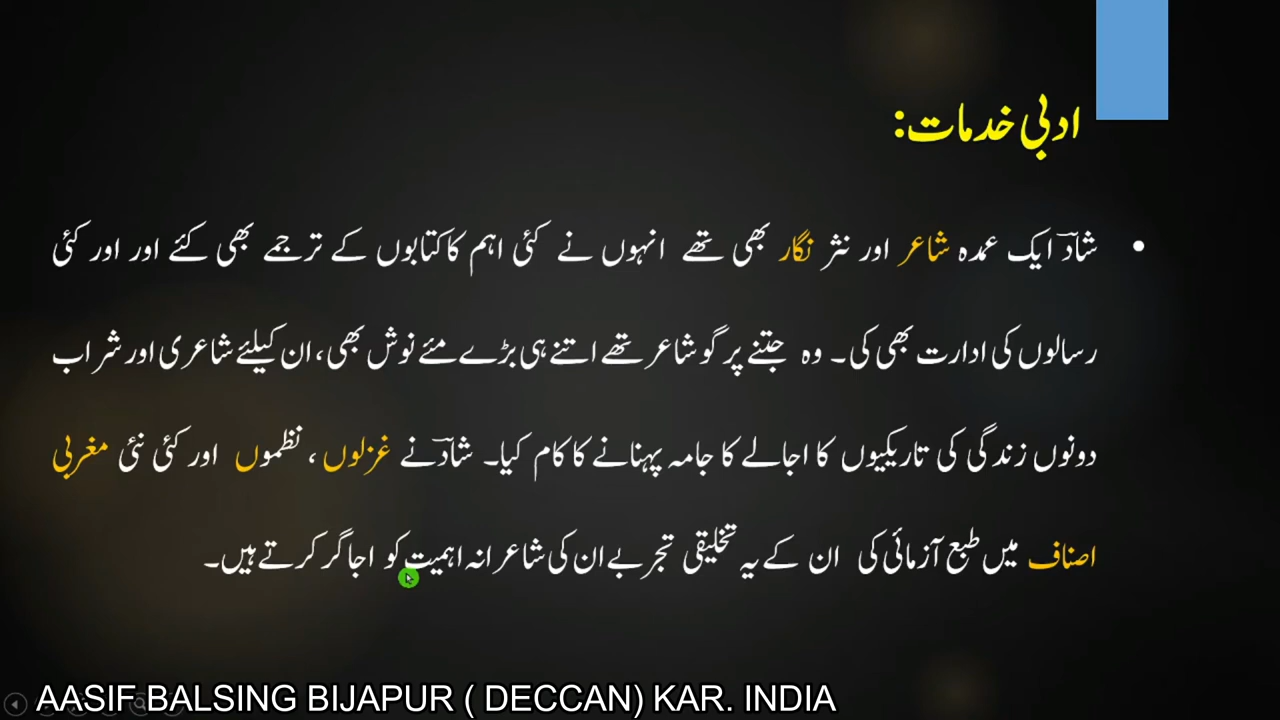 ادبی خدمات:
• شادؔ ایک عمدہ شاعر اور نثر نگار بھی تھے انہوں نے کئی اہم کاکتابوں کے ترجمے بھی کئے اور اور کئی
رسالوں کی ادارت بھی کی۔ وہ جتنے پر گو شاعر تھے اتنے ہی بڑے مئے نوش بھی، ان کیلئے شاعری اور شراب
دونوں زندگی کی تاریکیوں کا اجالے کا جامہ پہنانے کا کام کیا۔ شادؔ نے غزلوں، نظموں اور کئی نئی مغربی
اصناف میں طبع آزمائی کی ان کے یہ تخلیقی تجربے ان کی شاعرانہ اہمیت کو اجاگر کرتے ہیں۔
AASIF BALSING BIJAPUR ( DECCAN) KAR. INDIA